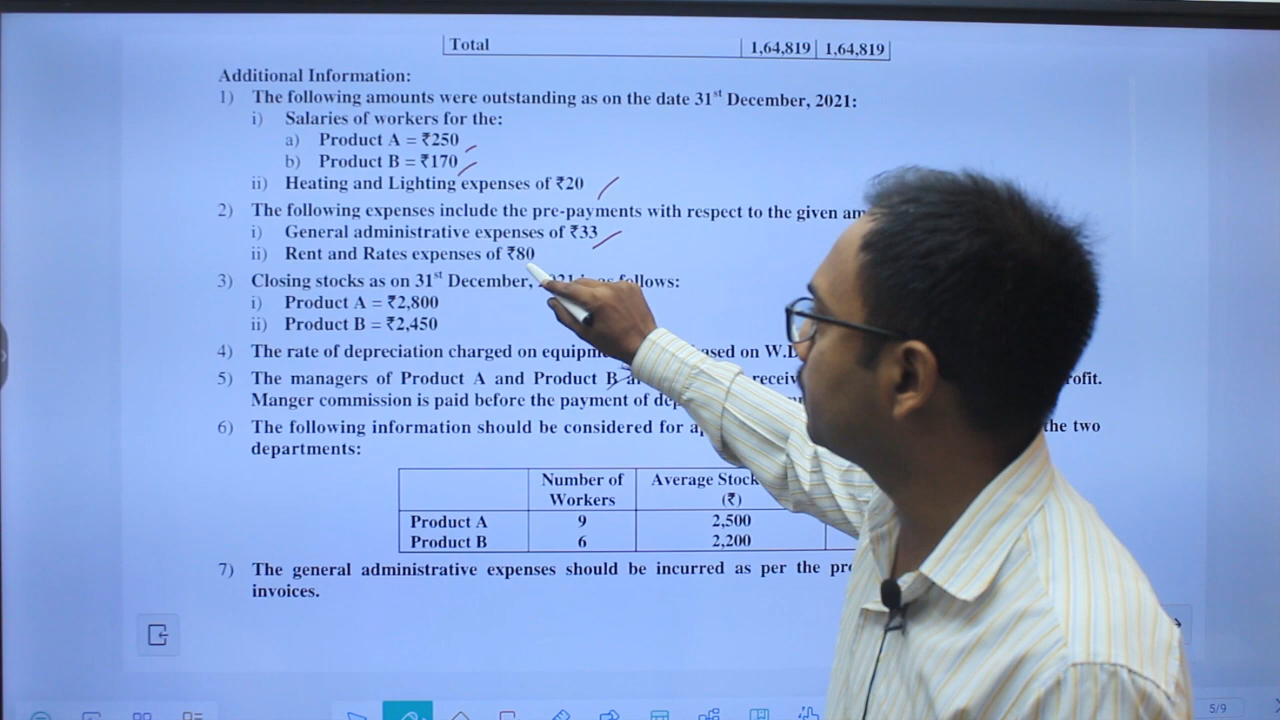 Total 1,64,819 1,64,819
Additional Information:
1) The following amounts were outstanding as on the date 31st December, 2021:
i) Salaries of workers for the:
a) Product A = ₹250
b) Product B = ₹170
ii) Heating and Lighting expenses of ₹20
2) The following expenses include the pre-payments with respect to the given
i) General administrative expenses of ₹33
ii) Rent and Rates expenses of ₹80
3) Closing stocks as on 31st December, follows:
i) Product A = ₹2,800
ii) Product B = ₹2,450
4) The rate of depreciation charged on based on
5) The managers of Product A and Product B
Manger commission is paid before the payment of
6) The following information should be considered for the two
departments:
Number of Workers Average Stock (₹)
Product A 9 2,500
Product B 6 2,200
7) The general administrative expenses should be incurred as per the
invoices.
5/9